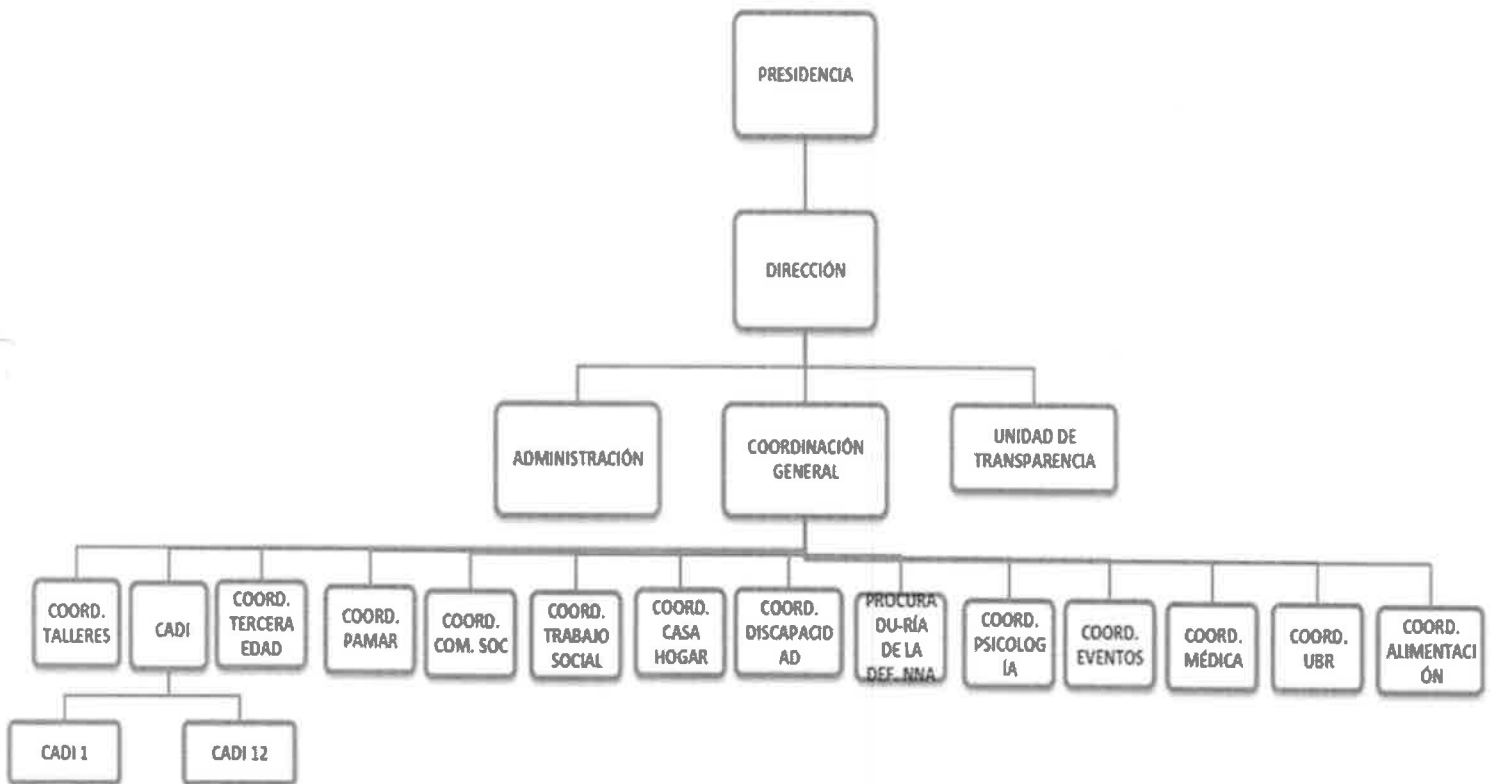 PRESIDENCIA
DIRECCIÓN
ADMINISTRACIÓN
COORDINACIÓN
GENERAL
UNIDAD DE
TRANSPARENCIA
COORD.
TALLERES
CADI
COORD.
TERCERA
EDAD
COORD.
PAMAR
COORD.
COM. SOC
COORD.
TRABAJO
SOCIAL
COORD.
CASA
HOGAR
COORD.
DISCAPACID
AD
PROCURA
DU-RÍA
DE LA
DEF. NNA
COORD.
PSICOLOG
ÍA
COORD.
EVENTOS
COORD.
MÉDICA
COORD.
UBR
COORD.
ALIMENTACI
ÓN
CADI 1
CADI 12